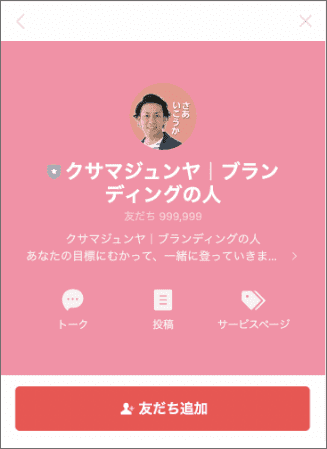 さあ
いこうか
クサマジュンヤ｜ブラン
ディングの人
友だち 999,999
クサマジュンヤ｜ブランディングの人
あなたの目標にむかって、一緒に登っていきま...
トーク
投稿
サービスページ
友だち追加